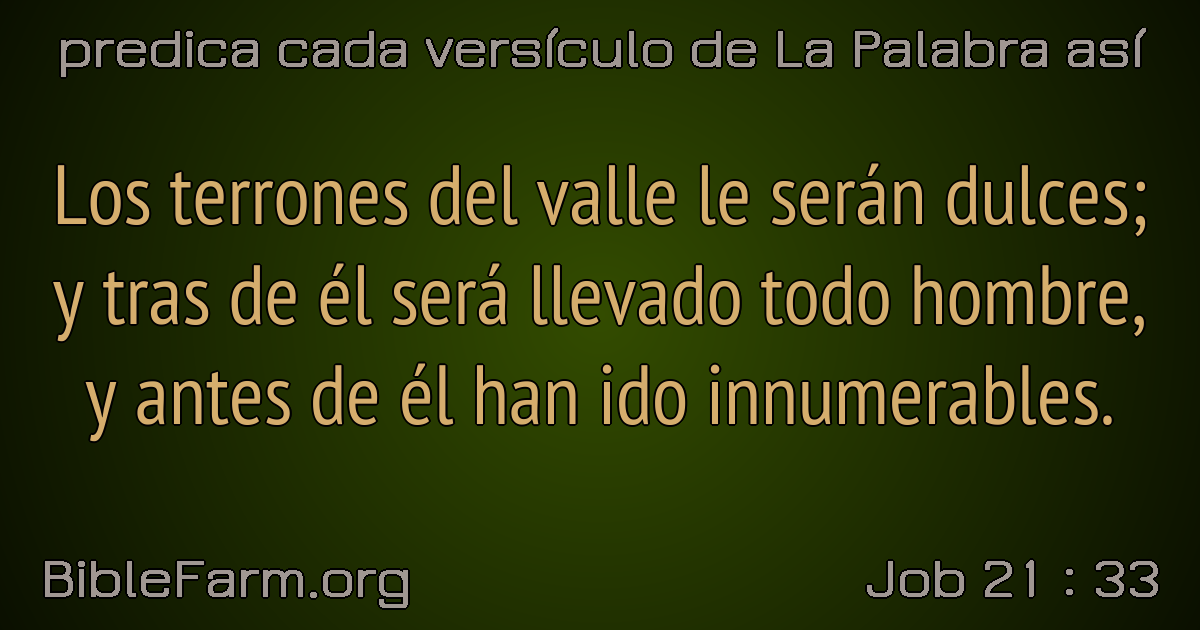 predica cada versículo de La Palabra así
Los terrones del valle le serán dulces;
y tras de él será llevado todo hombre,
y antes de él han ido innumerables.
BibleFarm.org
Job 21 : 33